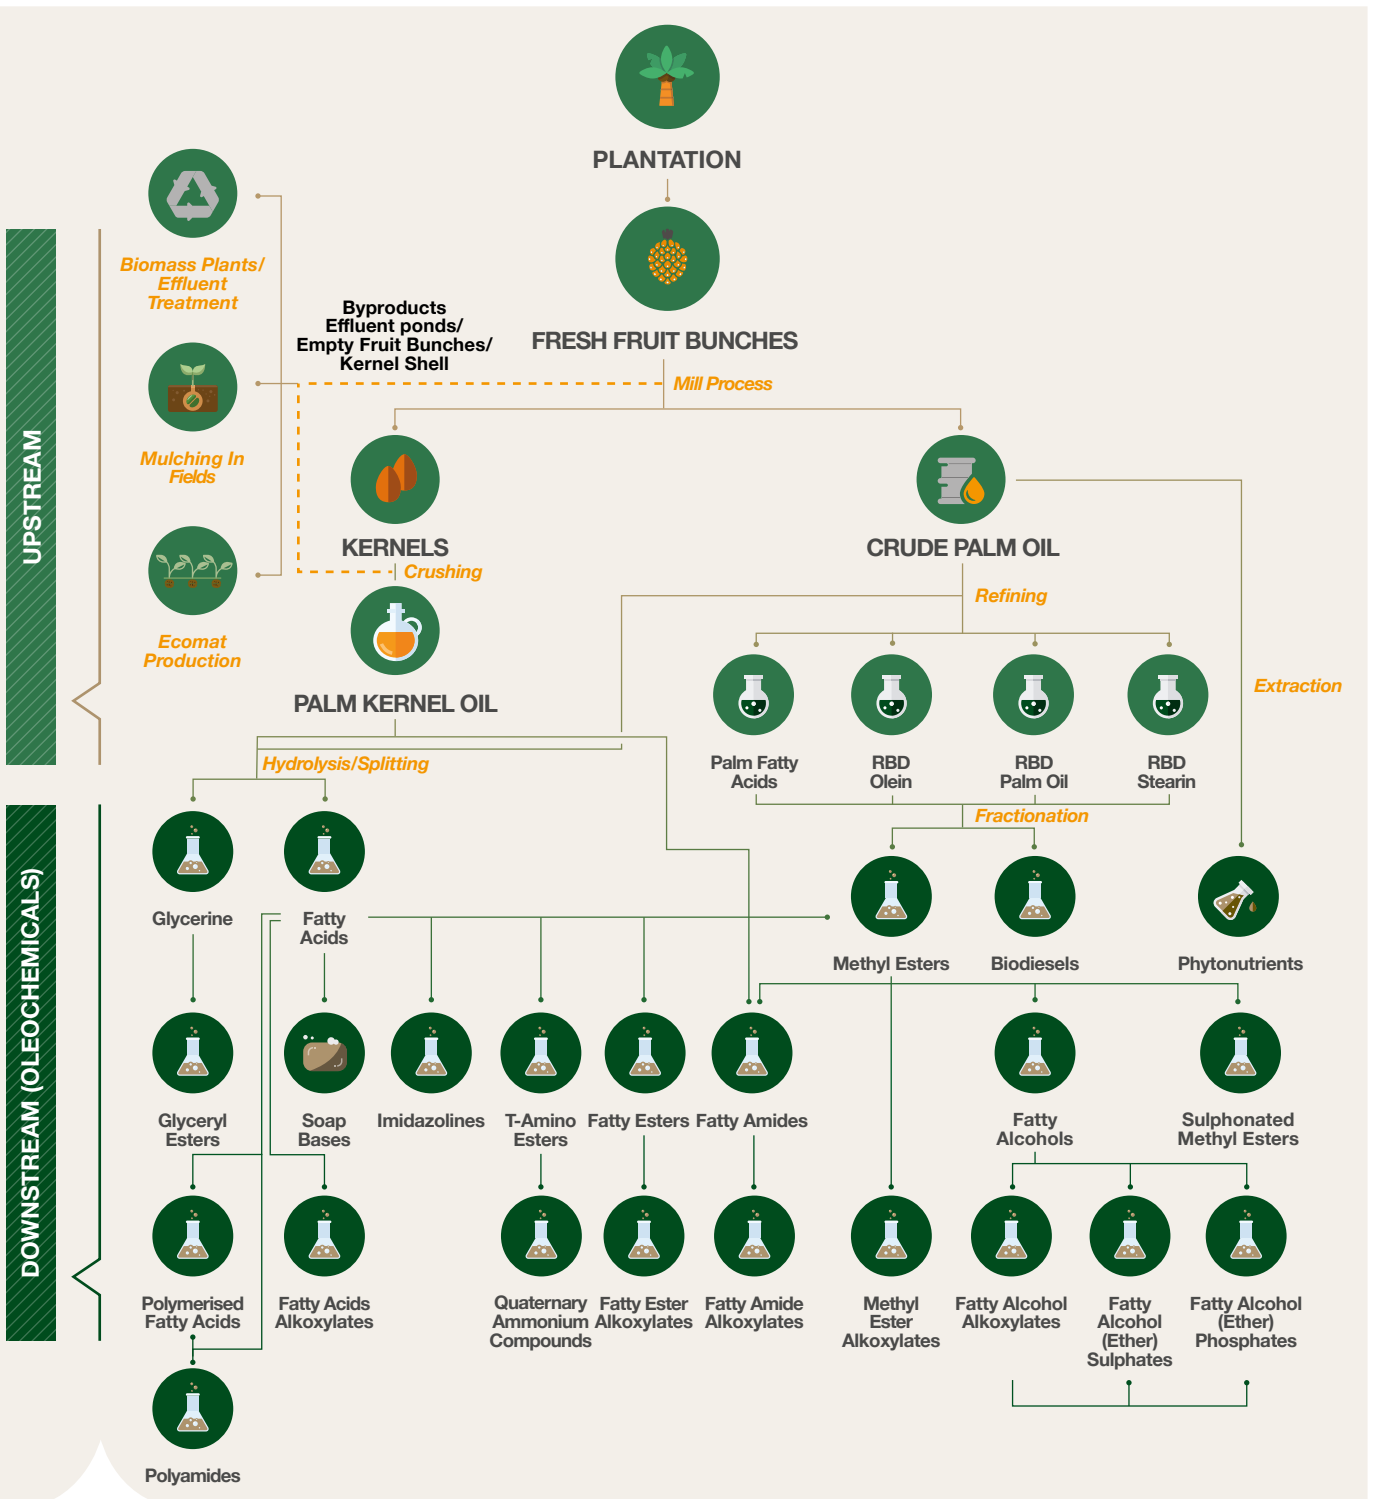 PLANTATION
Biomass Plants/
Effluent
Treatment
Byproducts
Effluent ponds/
Empty Fruit Bunches/
Kernel Shell
FRESH FRUIT BUNCHES
Mill Process
UPSTREAM
Mulching In
Fields
KERNELS
CRUDE PALM OIL
Crushing
Refining
Ecomat
Production
PALM KERNEL OIL
Extraction
Hydrolysis/Splitting
Palm Fatty
Acids
RBD
Olein
RBD
Palm Oil
RBD
Stearin
Fractionation
DOWNSTREAM (OLEOCHEMICALS)
Glycerine
Fatty
Acids
Methyl Esters
Biodiesels
Phytonutrients
Glyceryl
Esters
Soap
Bases
Imidazolines
T-Amino
Esters
Fatty Esters
Fatty Amides
Fatty
Alcohols
Sulphonated
Methyl Esters
Polymerised
Fatty Acids
Fatty Acids
Alkoxylates
Quaternary
Ammonium
Compounds
Fatty Ester
Alkoxylates
Fatty Amide
Alkoxylates
Methyl
Ester
Alkoxylates
Fatty Alcohol
Alkoxylates
Fatty
Alcohol
(Ether)
Sulphates
Fatty Alcohol
(Ether)
Phosphates
Polyamides